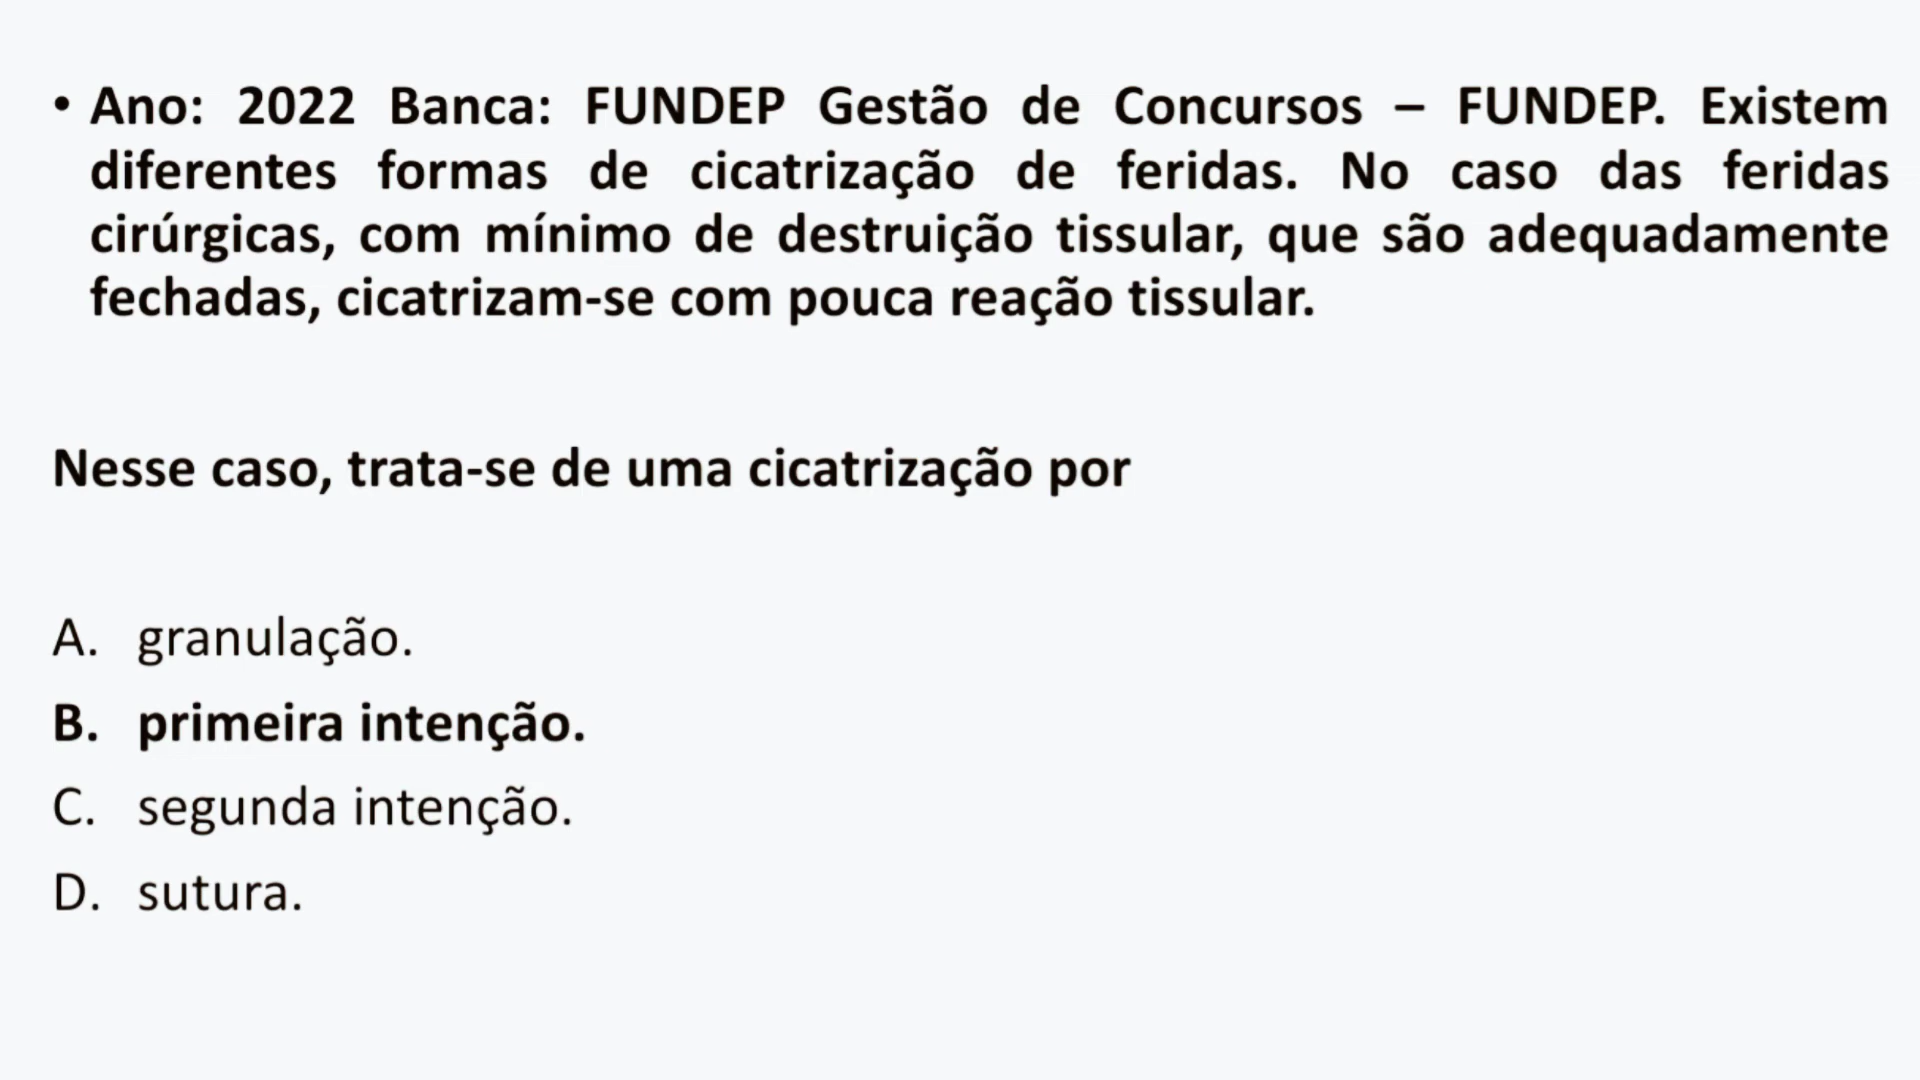 • Ano: 2022 Banca: FUNDEP Gestão de Concursos – FUNDEP. Existem
diferentes formas de cicatrização de feridas. No caso das feridas
cirúrgicas, com mínimo de destruição tissular, que são adequadamente
fechadas, cicatrizam-se com pouca reação tissular.
Nesse caso, trata-se de uma cicatrização por
A. granulação.
B. primeira intenção.
C. segunda intenção.
D. sutura.